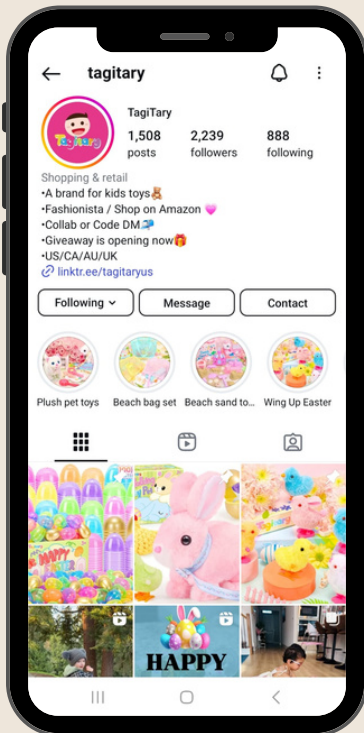 tagitary
TagiTary
1,508 2,239 888
posts followers following
Shopping & retail
•A brand for kids toys🧸
•Fashionista / Shop on Amazon 💗
•Collab or Code DM
•Giveaway is opening now🎁
•US/CA/AU/UK
linktr.ee/tagitaryus
Following Message Contact
Plush pet toys Beach bag set Beach sand to... Wing Up Easter
HAPPY
TagiTary
HAPPY